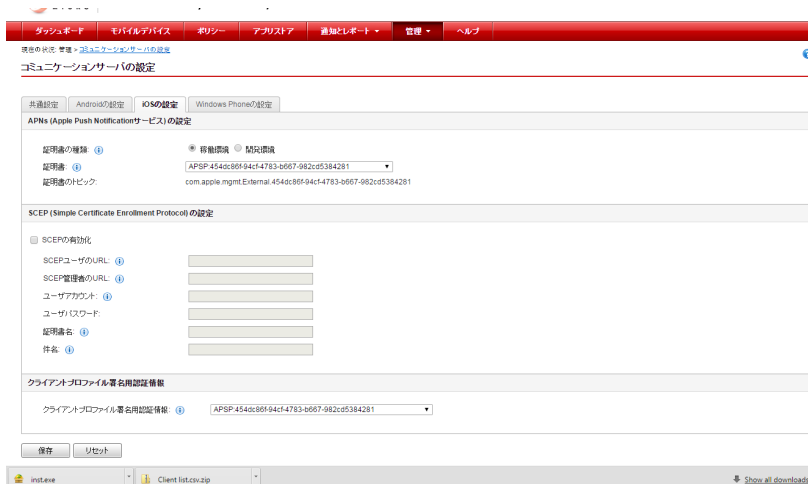 ダッシュボード モバイルデバイス ポリシー アプリストア 通知とレポート 管理 ヘルプ
現在の状況: 管理 > コミュニケーションサーバの設定
コミュニケーションサーバの設定
共通設定 Androidの設定 iOSの設定 Windows Phoneの設定
APNs (Apple Push Notificationサービス) の設定
証明書の種類: 稼働環境 開発環境
証明書: APSP:454dc86f-94cf-4783-b667-982cd5384281
証明書のトピック: com.apple.mgmt.External.454dc86f-94cf-4783-b667-982cd5384281
SCEP (Simple Certificate Enrollment Protocol) の設定
SCEPの有効化
SCEPユーザのURL:
SCEP管理者のURL:
ユーザアカウント:
ユーザパスワード:
証明書名:
件名:
クライアントプロファイル署名用認証情報
クライアントプロファイル署名用認証情報: APSP:454dc86f-94cf-4783-b667-982cd5384281
保存 リセット
inst.exe Client list.csv.zip Show all downloads